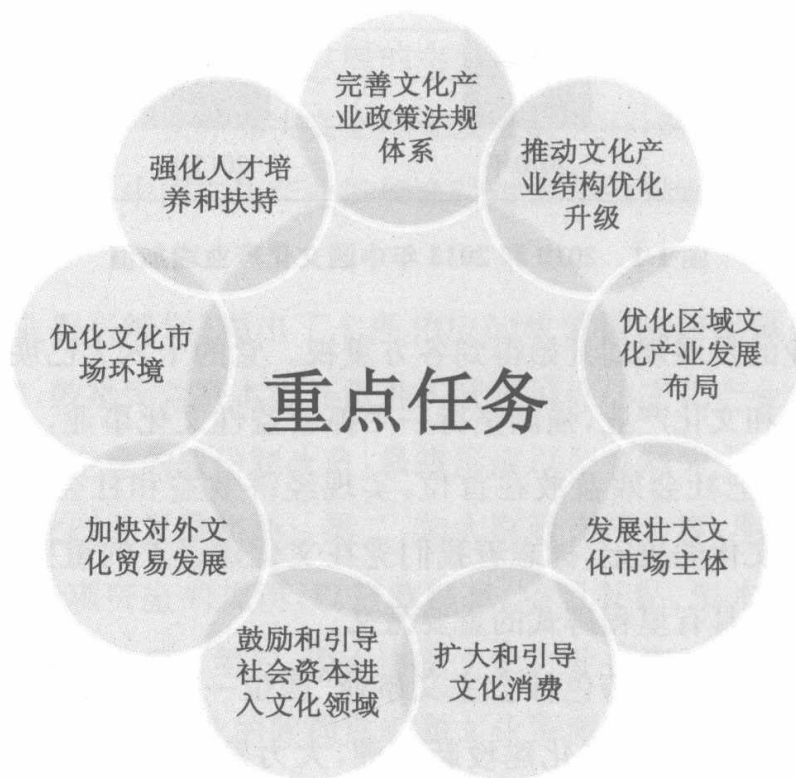 完善文化产
业政策法规
体系
推动文化产
业结构优化
升级
优化区域文
化产业发展
布局
发展壮大文
化市场主体
扩大和引导
文化消费
鼓励和引导
社会资本进
入文化领域
加快对外文
化贸易发展
优化文化市
场环境
强化人才培
养和扶持
重点任务